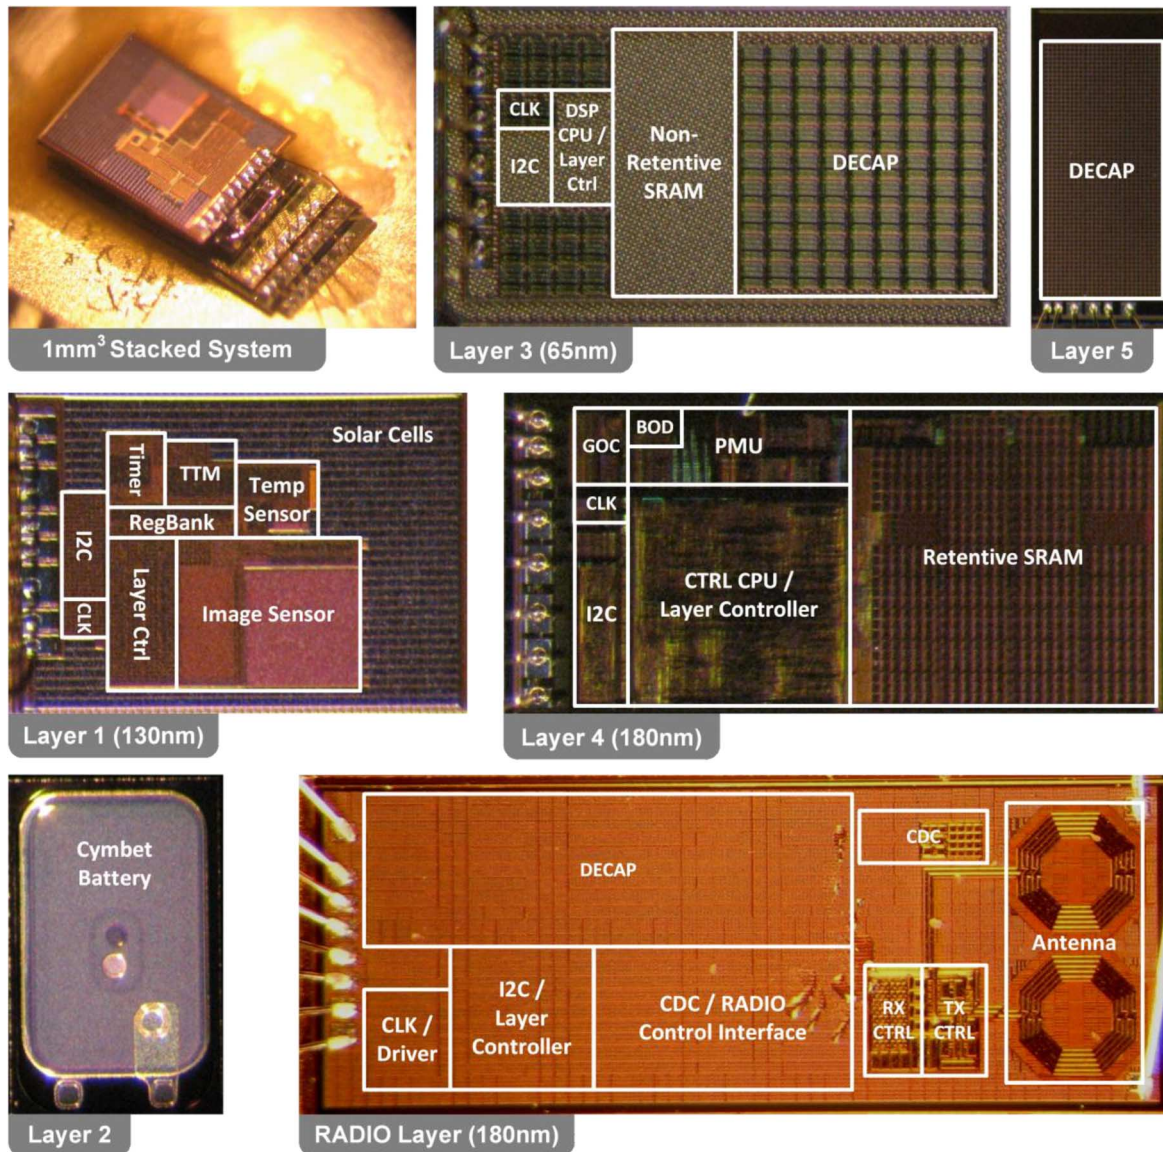 1mm³ Stacked System
CLK
I2C
DSP
CPU /
Layer
Ctrl
Non-
Retentive
SRAM
DECAP
Layer 3 (65nm)
DECAP
Layer 5
Solar Cells
Timer
TTM
Temp
Sensor
RegBank
I2C
CLK
Layer Ctrl
Image Sensor
Layer 1 (130nm)
GOC
BOD
PMU
CLK
I2C
CTRL CPU /
Layer Controller
Retentive SRAM
Layer 4 (180nm)
Cymbet
Battery
Layer 2
DECAP
CDC
Antenna
CLK /
Driver
I2C /
Layer
Controller
CDC / RADIO
Control Interface
RX
CTRL
TX
CTRL
RADIO Layer (180nm)